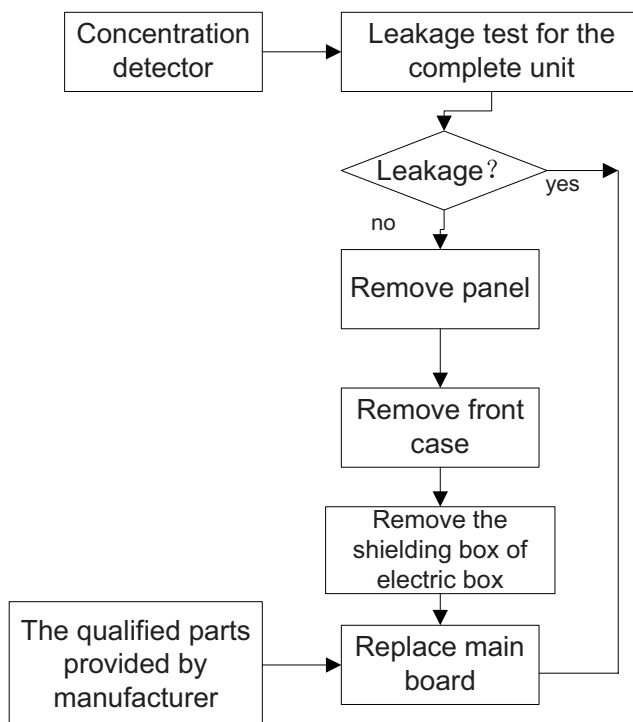 Concentration
detector
Leakage test for the
complete unit
Leakage？
yes
no
Remove panel
Remove front
case
Remove the
shielding box of
electric box
The qualified parts
provided by
manufacturer
Replace main
board